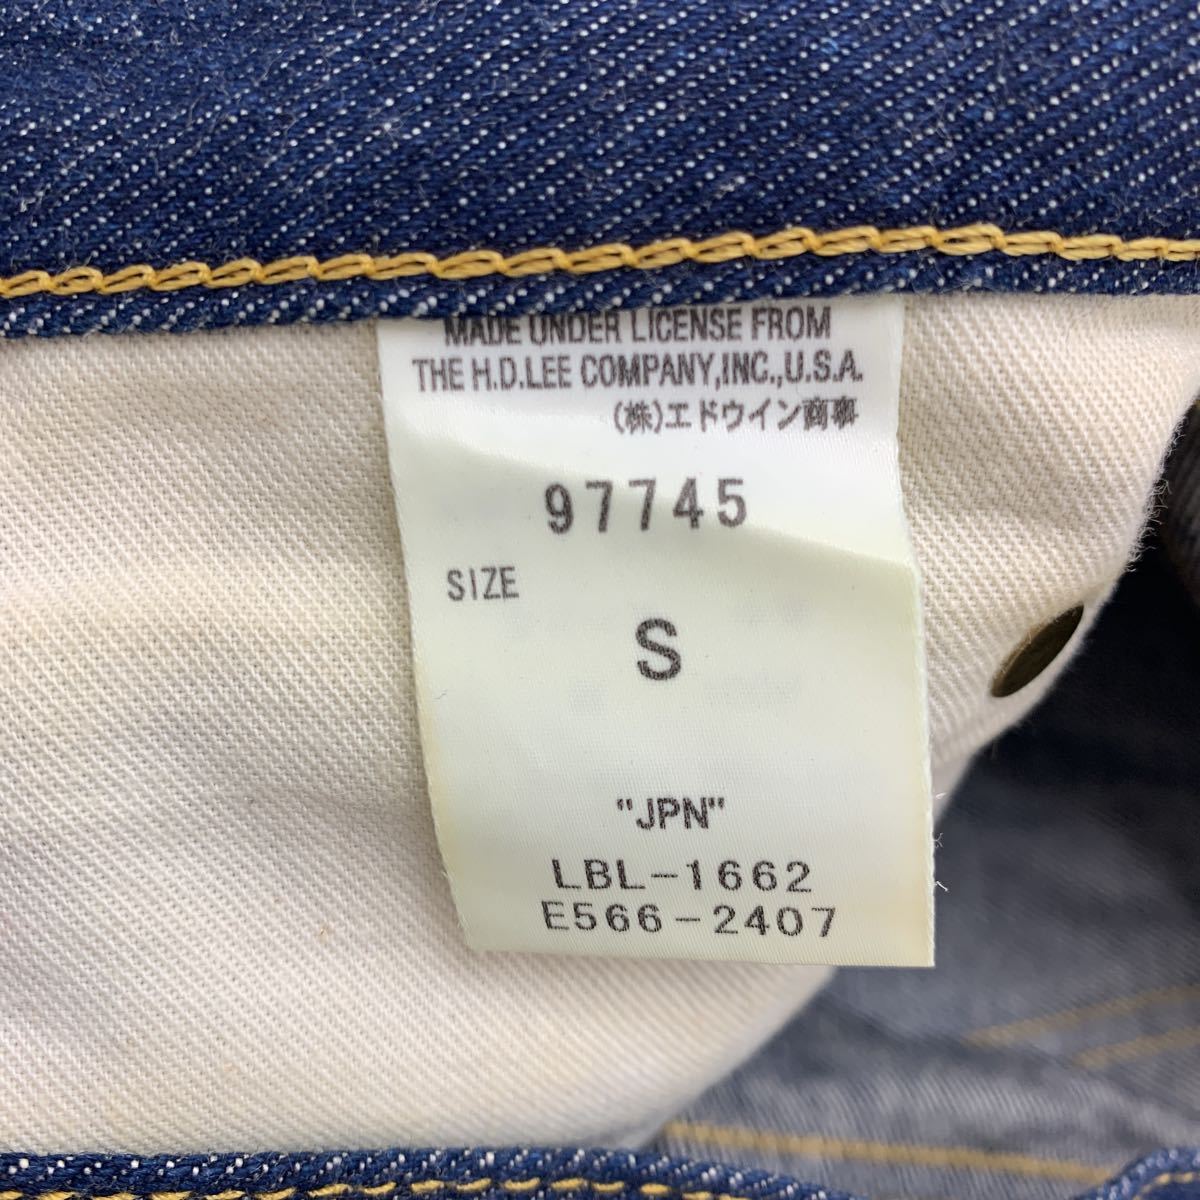 MADE UNDER LICENSE FROM
THE H.D.LEE COMPANY,INC.,U.S.A.
(株)エドウイン商事
97745
SIZE
S
"JPN"
LBL-1662
E566-2407